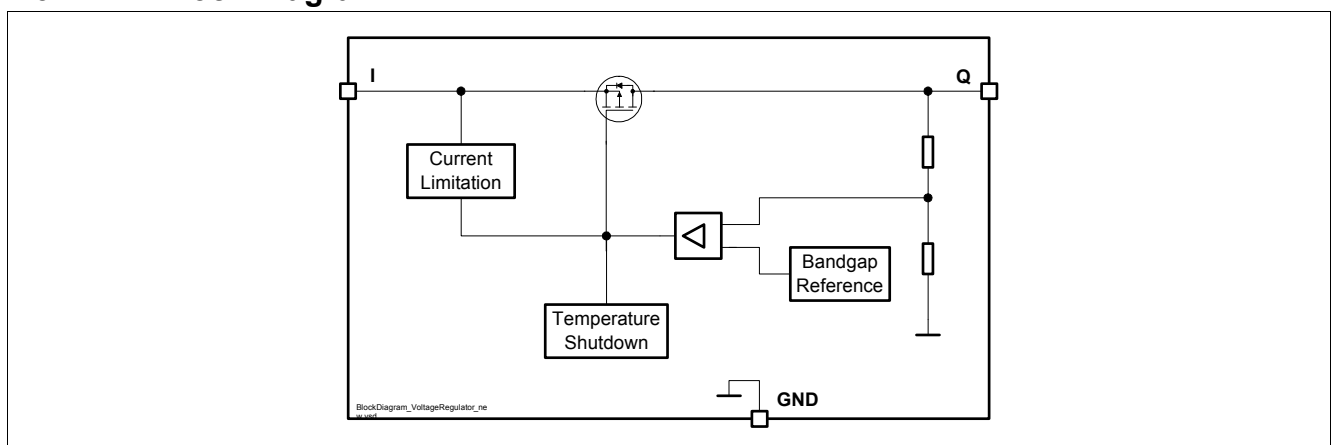 I
Q
Current
Limitation
Bandgap
Reference
Temperature
Shutdown
GND
BlockDiagram_VoltageRegulator_ne
w.vsd